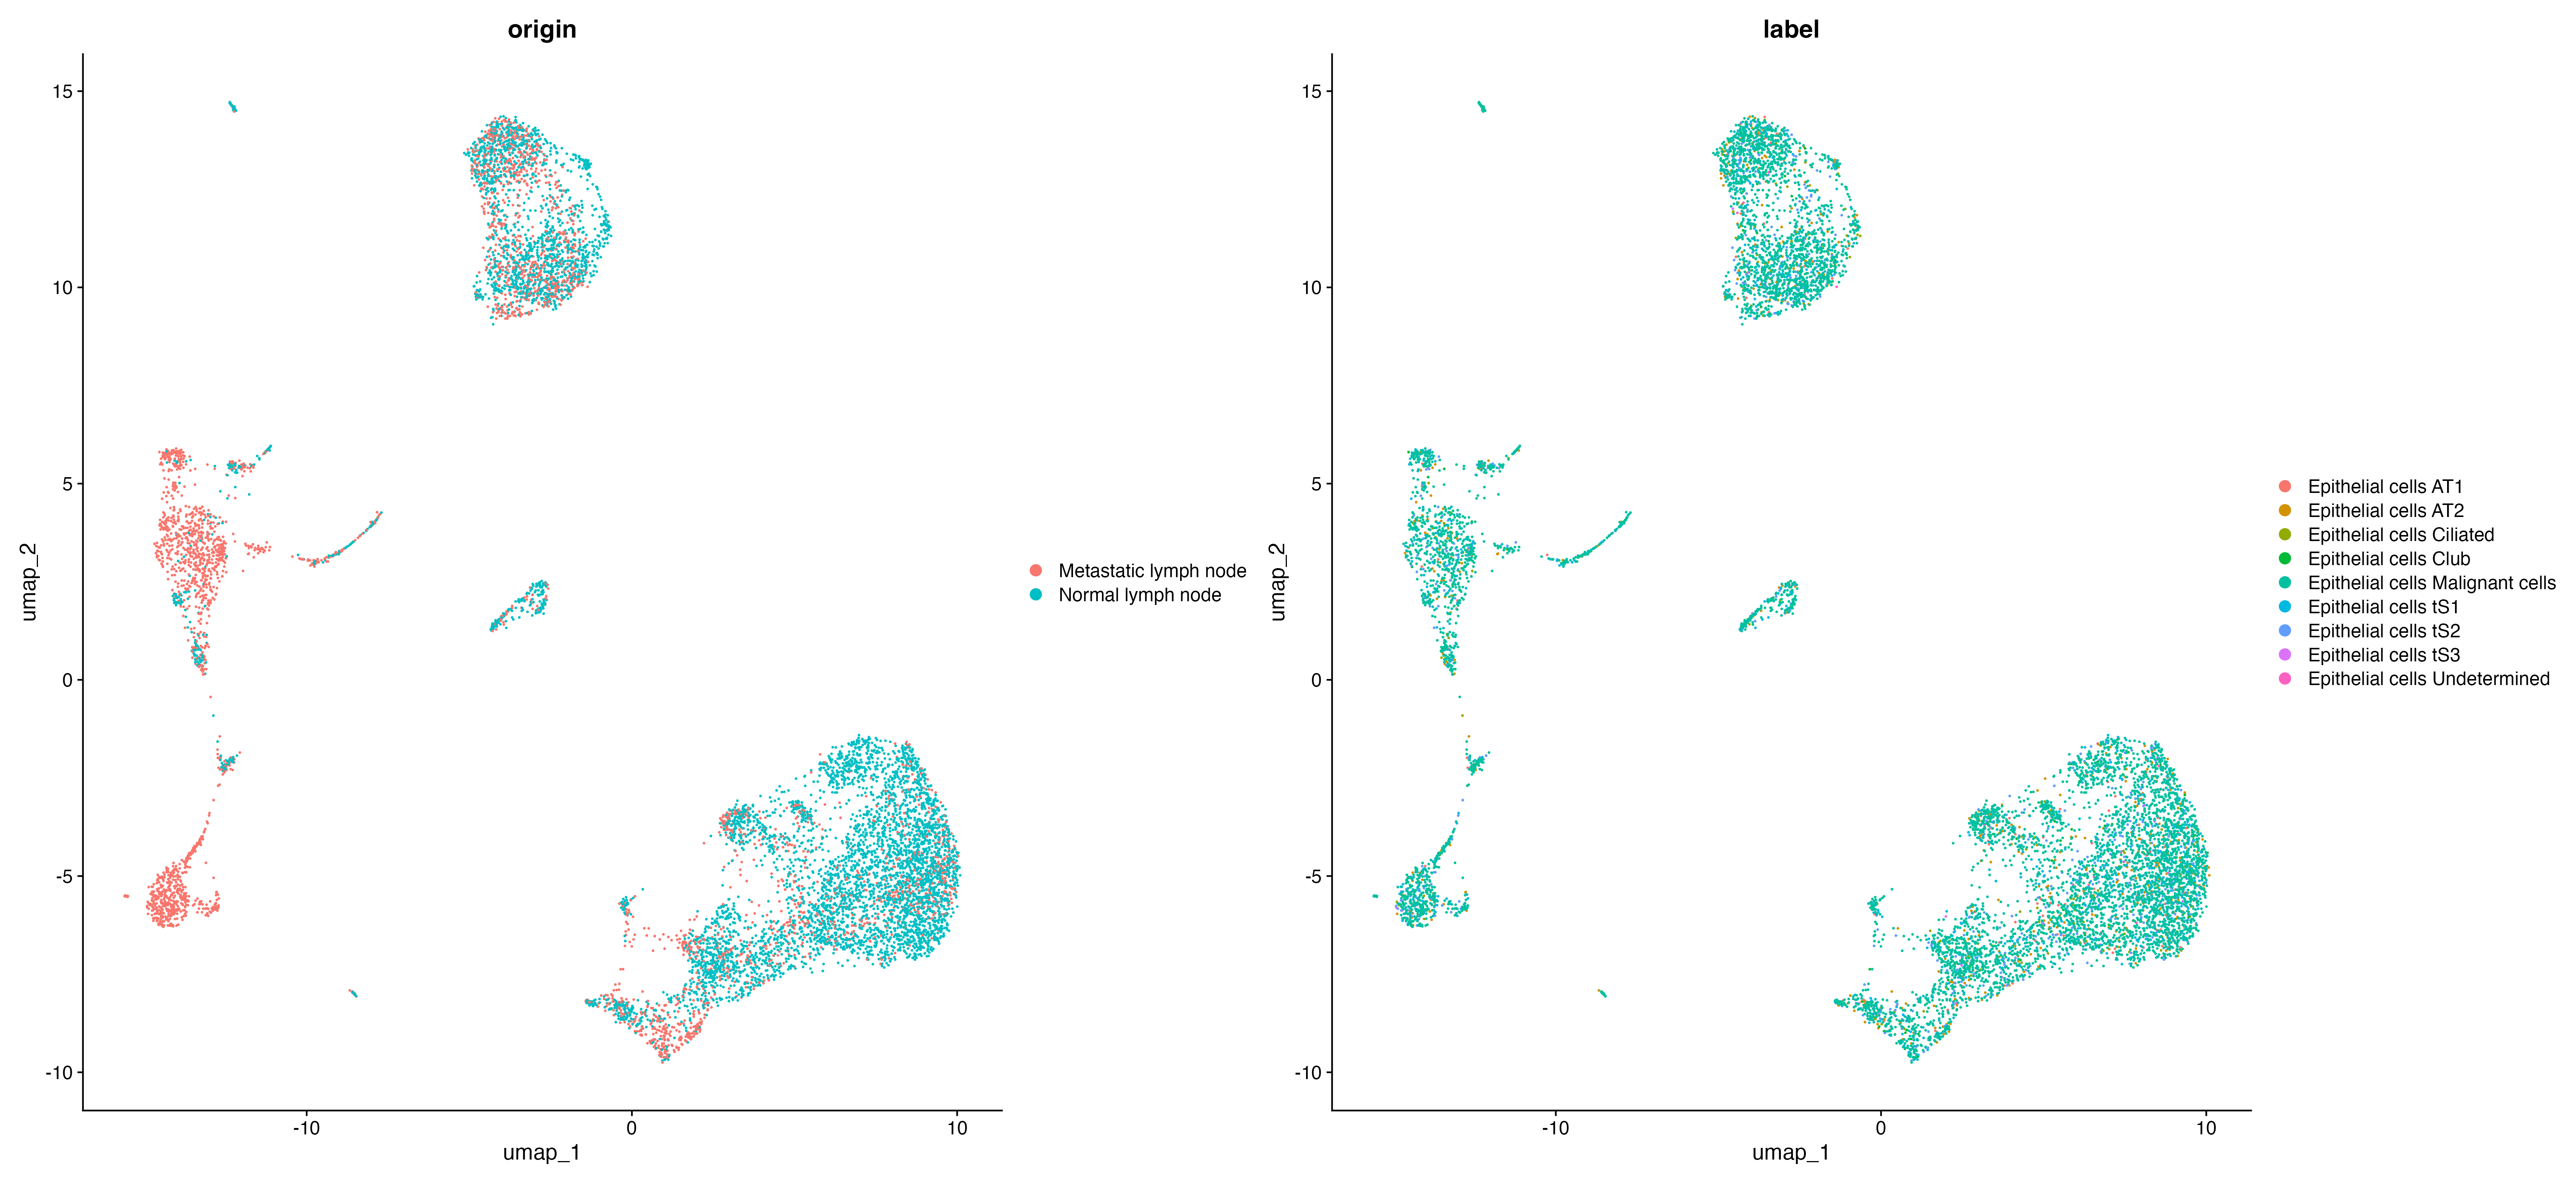 origin
15
10
5
0
-5
-10
umap_2
-10
0
10
umap_1
Metastatic lymph node
Normal lymph node
label
15
10
5
0
-5
-10
umap_2
-10
0
10
umap_1
Epithelial cells AT1
Epithelial cells AT2
Epithelial cells Ciliated
Epithelial cells Club
Epithelial cells Malignant cells
Epithelial cells tS1
Epithelial cells tS2
Epithelial cells tS3
Epithelial cells Undetermined